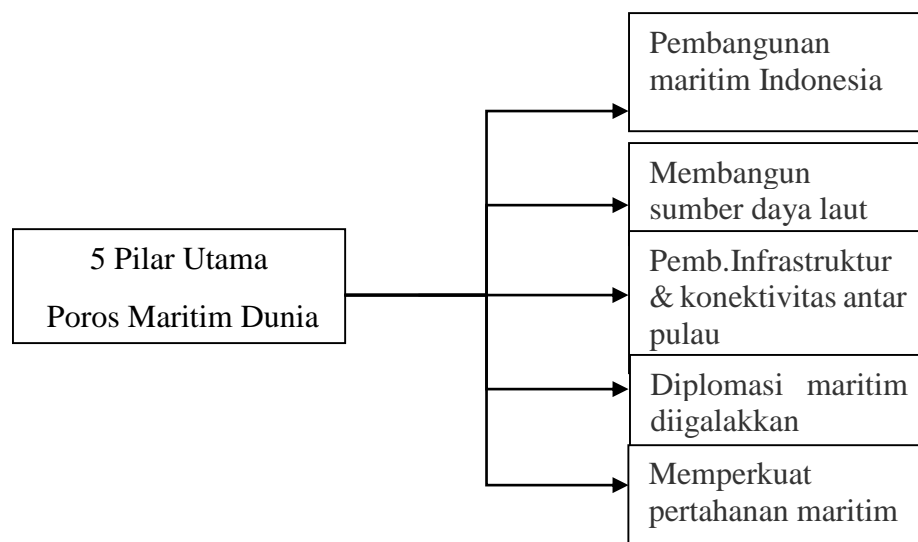 Pembangunan
maritim Indonesia
Membangun
sumber daya laut
5 Pilar Utama
Poros Maritim Dunia
Pemb.Infrastruktur
& konektivitas antar
pulau
Diplomasi maritim
diigalakkan
Memperkuat
pertahanan maritim